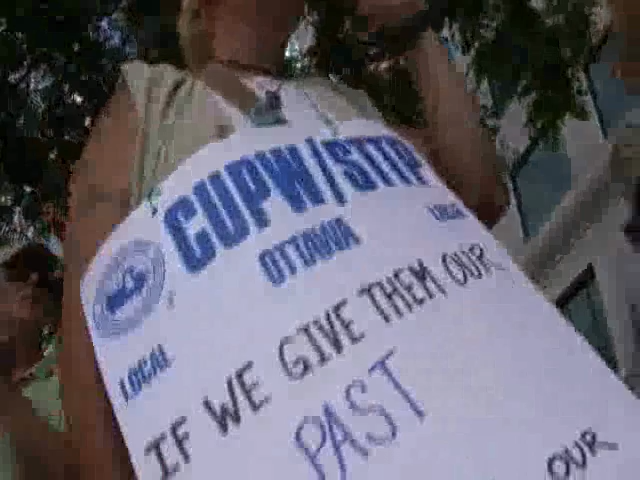 CUPW/STTP
OTTAWA
LOCAL
LOCAL
IF WE GIVE THEM OUR
PAST
OUR